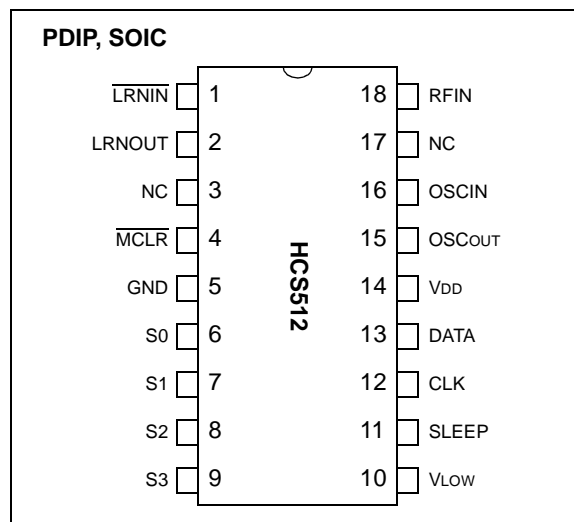 PDIP, SOIC
LRNIN 1 18 RFIN
LRNOUT 2 17 NC
NC 3 16 OSCIN
MCLR 4 15 OSCOUT
GND 5 14 VDD
S0 6 13 DATA
S1 7 12 CLK
S2 8 11 SLEEP
S3 9 10 VLOW
HCS512